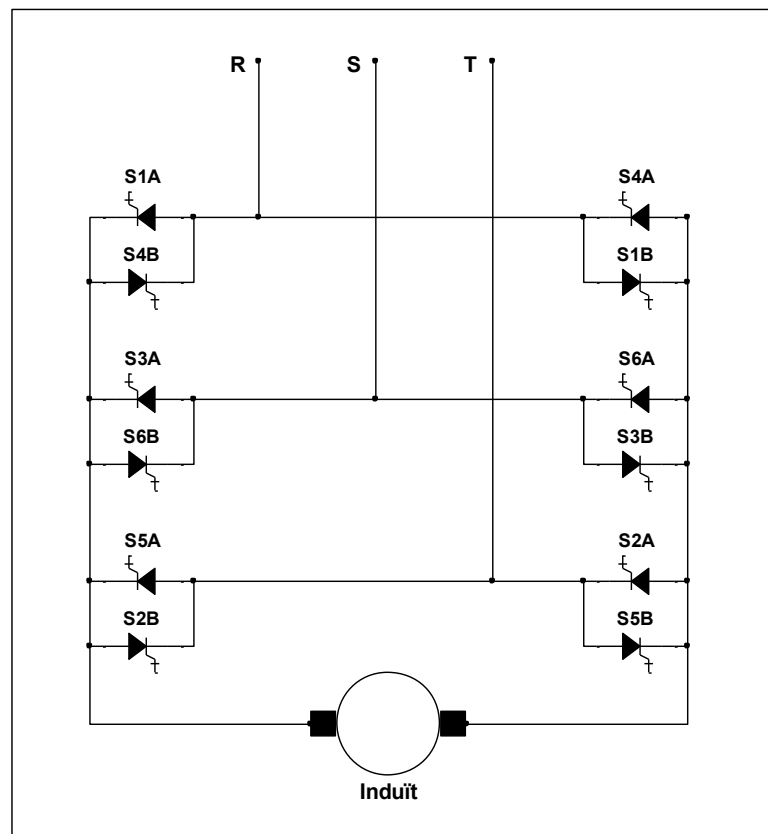 R S T
S1A S4A
S4B S1B
S3A S6A
S6B S3B
S5A S2A
S2B S5B
Induït